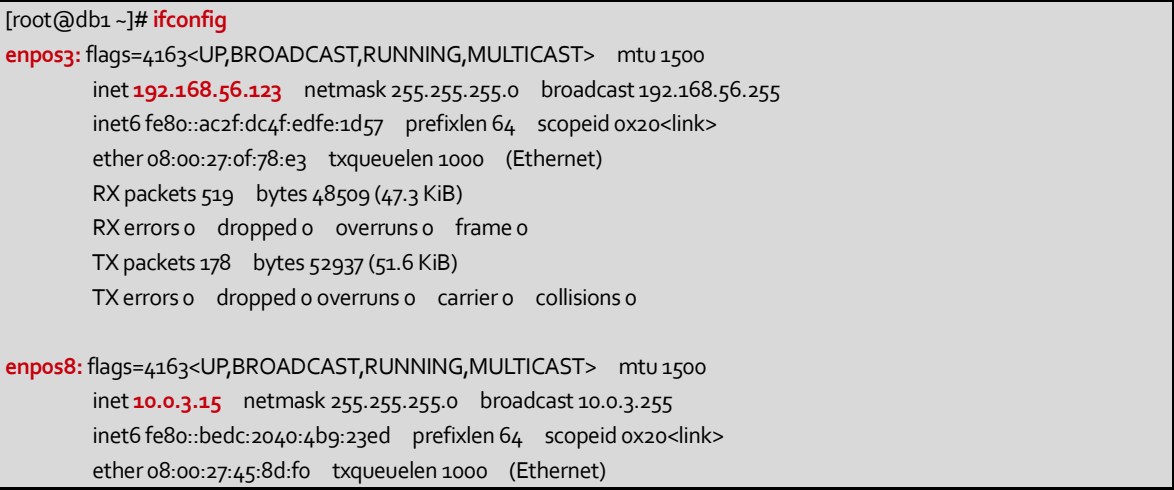 [root@db1 ~]# ifconfig
enp0s3: flags=4163<UP,BROADCAST,RUNNING,MULTICAST> mtu 1500
inet 192.168.56.123 netmask 255.255.255.0 broadcast 192.168.56.255
inet6 fe80::ac2f:dc4f:edfe:1d57 prefixlen 64 scopeid 0x20<link>
ether 08:00:27:0f:78:e3 txqueuelen 1000 (Ethernet)
RX packets 519 bytes 48509 (47.3 KiB)
RX errors 0 dropped 0 overruns 0 frame 0
TX packets 178 bytes 52937 (51.6 KiB)
TX errors 0 dropped 0 overruns 0 carrier 0 collisions 0
enp0s8: flags=4163<UP,BROADCAST,RUNNING,MULTICAST> mtu 1500
inet 10.0.3.15 netmask 255.255.255.0 broadcast 10.0.3.255
inet6 fe80::bedc:2040:4b9:23ed prefixlen 64 scopeid 0x20<link>
ether 08:00:27:45:8d:f0 txqueuelen 1000 (Ethernet)